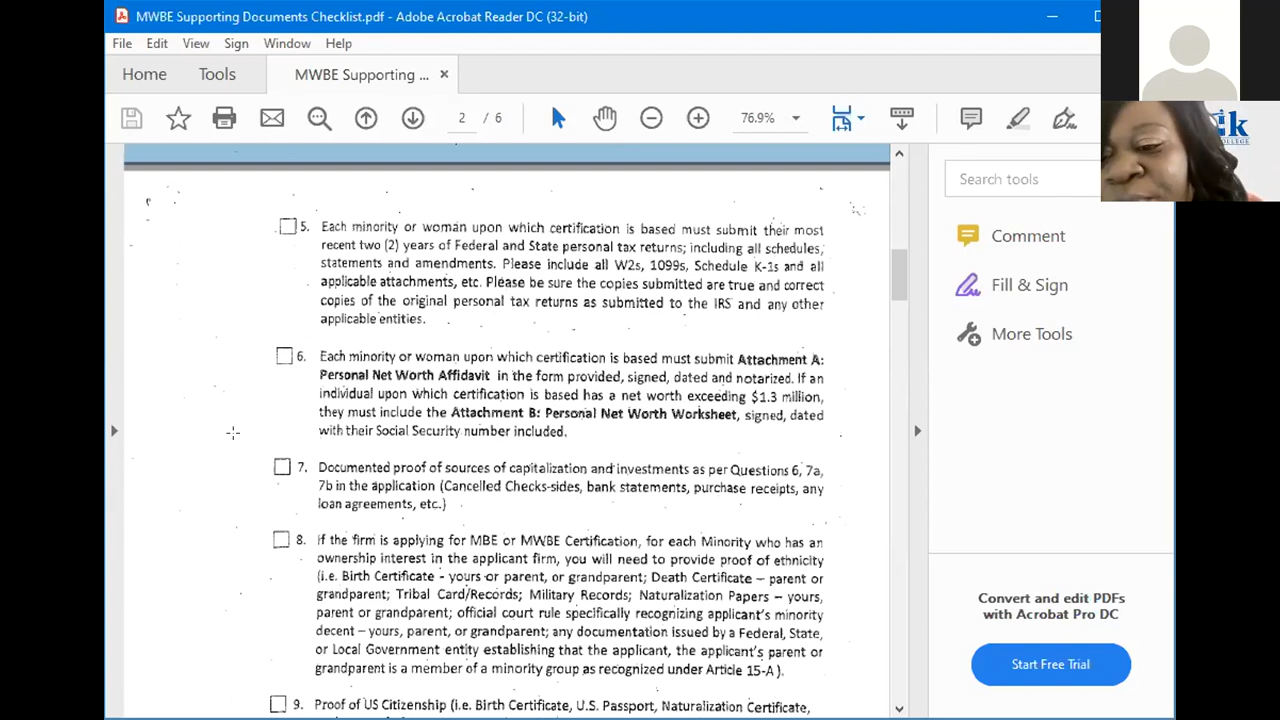 MWBE Supporting Documents Checklist.pdf - Adobe Acrobat Reader DC (32-bit)
File Edit View Sign Window Help
Home Tools MWBE Supporting ... ×
2 / 6 76.9%
ik
COLLEGE
Search tools
Comment
Fill & Sign
More Tools
5. Each minority or woman upon which certification is based must submit their most
recent two (2) years of Federal and State personal tax returns; including all schedules,
statements and amendments. Please include all W2s, 1099s, Schedule K-1s and all
applicable attachments, etc. Please be sure the copies submitted are true and correct
copies of the original personal tax returns as submitted to the IRS and any other
applicable entities.
6. Each minority or woman upon which certification is based must submit Attachment A:
Personal Net Worth Affidavit in the form provided, signed, dated and notarized. If an
individual upon which certification is based has a net worth exceeding $1.3 million,
they must include the Attachment B: Personal Net Worth Worksheet, signed, dated
with their Social Security number included.
7. Documented proof of sources of capitalization and investments as per Questions 6, 7a,
7b in the application (Cancelled Checks-sides, bank statements, purchase receipts, any
loan agreements, etc.)
8. If the firm is applying for MBE or MWBE Certification, for each Minority who has an
ownership interest in the applicant firm, you will need to provide proof of ethnicity
(i.e. Birth Certificate - yours or parent, or grandparent; Death Certificate – parent or
grandparent; Tribal Card/Records; Military Records; Naturalization Papers – yours,
parent or grandparent; official court rule specifically recognizing applicant's minority
decent – yours, parent, or grandparent; any documentation issued by a Federal, State,
or Local Government entity establishing that the applicant, the applicant's parent or
grandparent is a member of a minority group as recognized under Article 15-A).
9. Proof of US Citizenship (i.e. Birth Certificate, U.S. Passport, Naturalization Certificate,
Convert and edit PDFs
with Acrobat Pro DC
Start Free Trial